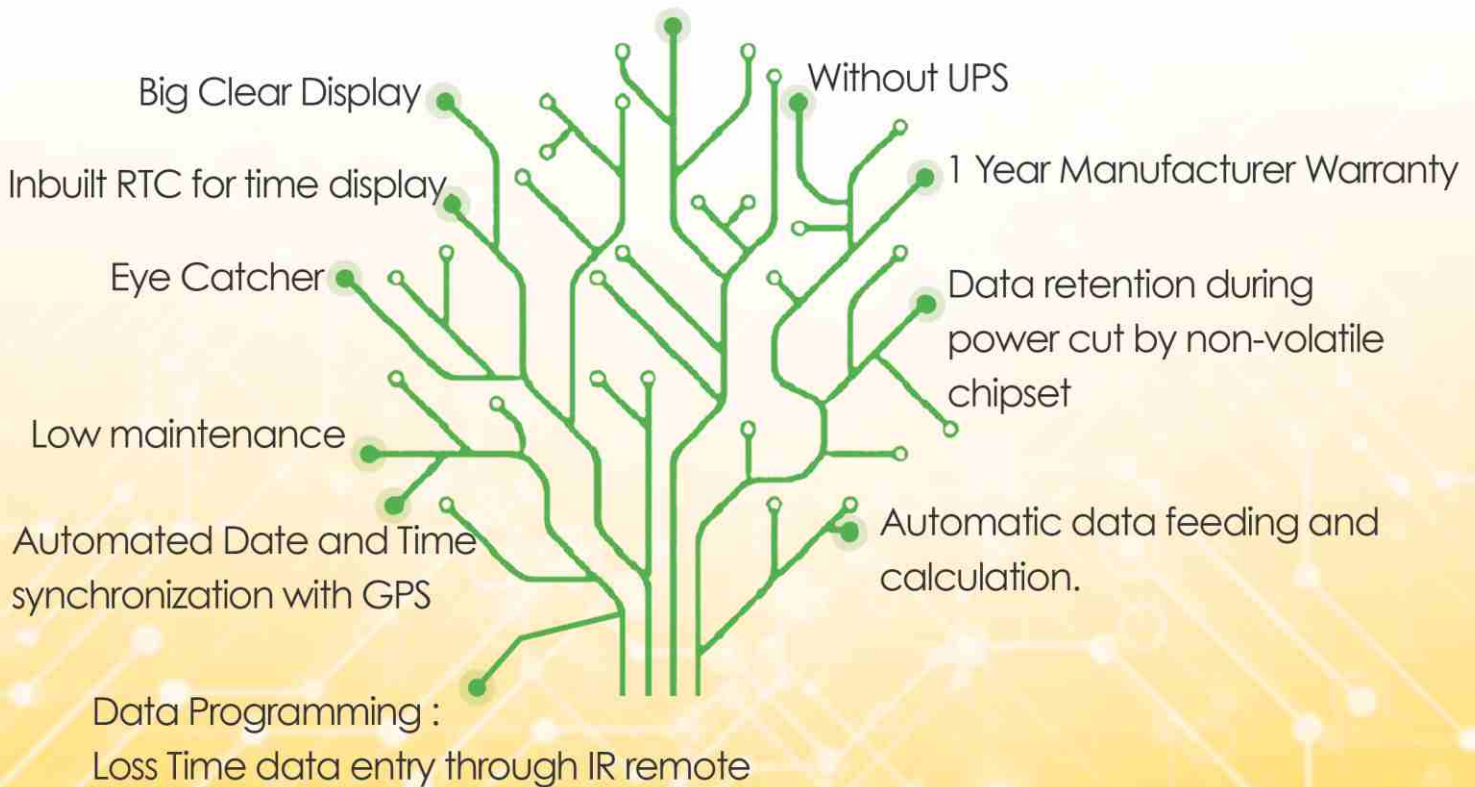 Big Clear Display
Without UPS
Inbuilt RTC for time display
1 Year Manufacturer Warranty
Eye Catcher
Data retention during
power cut by non-volatile
chipset
Low maintenance
Automated Date and Time
synchronization with GPS
Automatic data feeding and
calculation.
Data Programming :
Loss Time data entry through IR remote